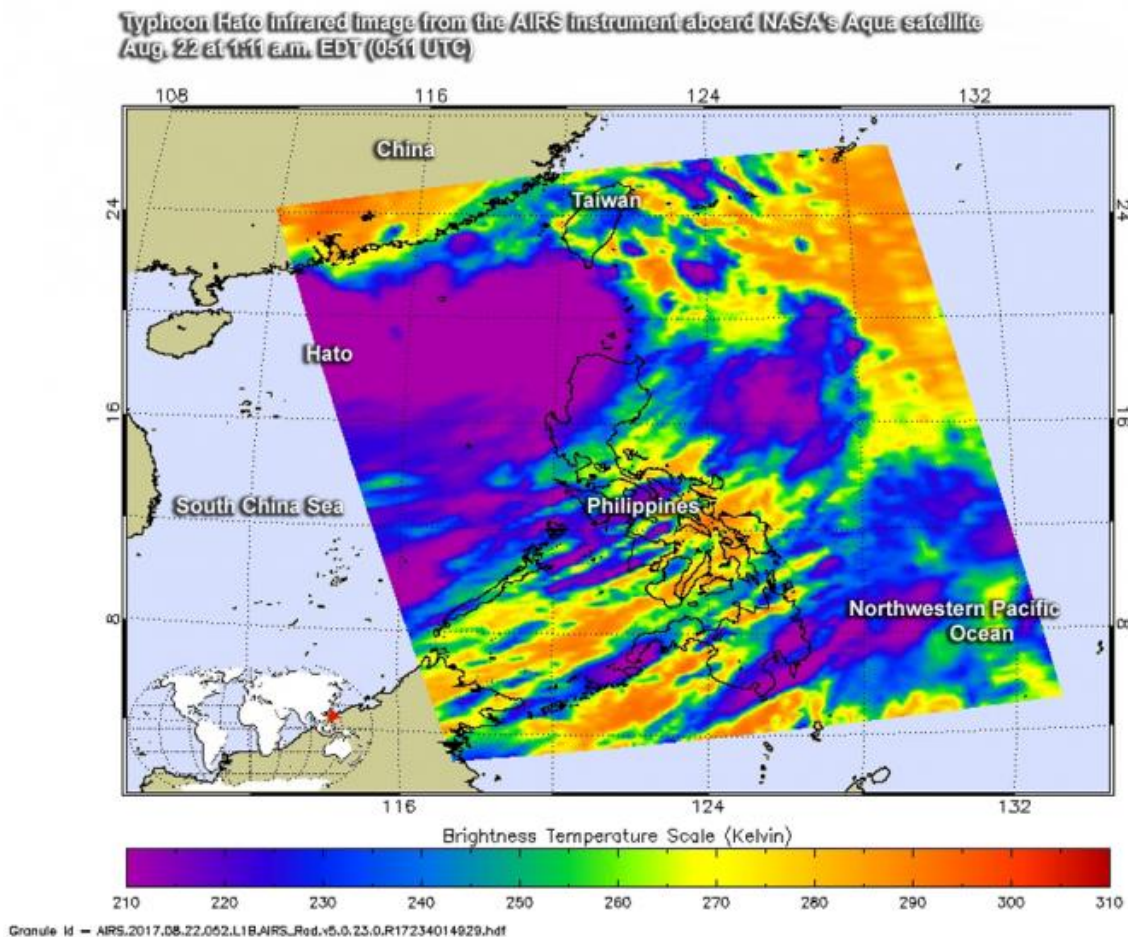 Typhoon Hato infrared image from the AIRS instrument aboard NASA's Aqua satellite
Aug. 22 at 1:11 a.m. EDT (0511 UTC)
108 116 124 132
China
24 Taiwan 24
Hato
16 16
South China Sea Philippines
8 Northwestern Pacific 8
Ocean
116 124 132
Brightness Temperature Scale (Kelvin)
210 220 230 240 250 260 270 280 290 300 310
Granule Id = AIRS.2017.08.22.052.L1B.AIRS_Rad.v5.0.23.0.R17234014929.hdf